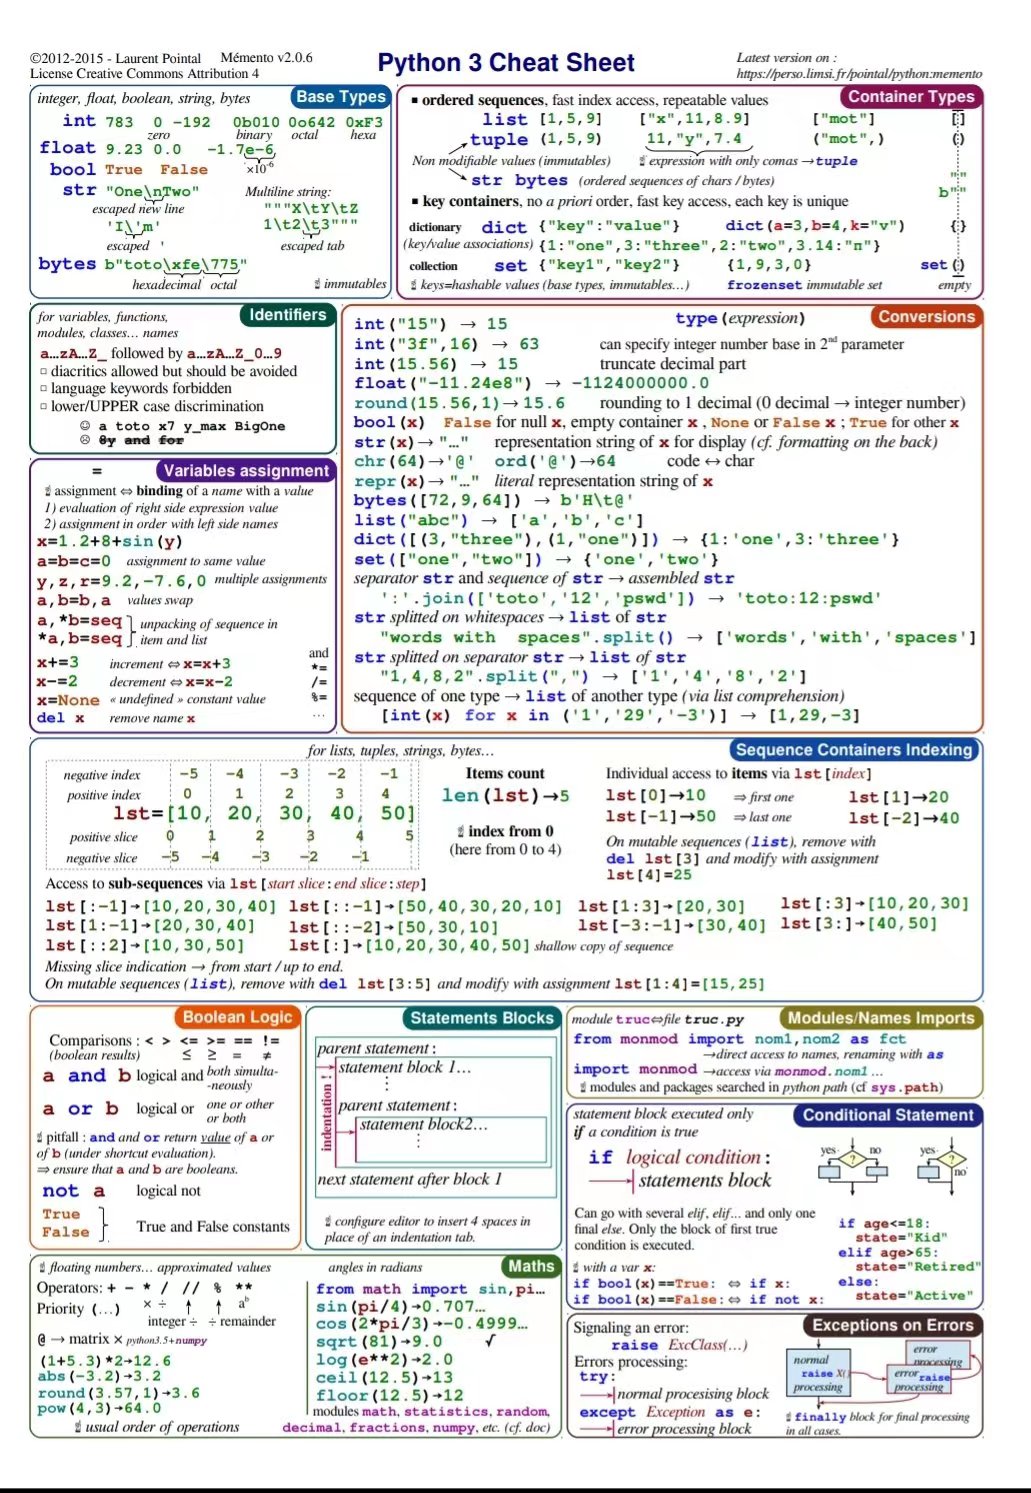 ©2012-2015 - Laurent Pointal Mémento v2.0.6
License Creative Commons Attribution 4
Python 3 Cheat Sheet
Latest version on :
https://perso.limsi.fr/pointal/python:memento
integer, float, boolean, string, bytes Base Types
int 783 0 -192 0b010 0o642 0xF3
zero binary octal hexa
float 9.23 0.0 -1.7e-6
×10⁻⁶
bool True False
str "One\nTwo" Multiline string:
escaped new line
"""X\tY\tZ
1\t2\t3"""
'I\'m'
escaped ' escaped tab
bytes b"toto\xfe\775"
hexadecimal octal ☝ immutables
▪ ordered sequences, fast index access, repeatable values Container Types
list [1,5,9] ["x",11,8.9] ["mot"] []
tuple (1,5,9) 11,"y",7.4 ("mot",) ()
Non modifiable values (immutables) ☝ expression with only comas →tuple
str bytes (ordered sequences of chars / bytes) ""
b""
▪ key containers, no a priori order, fast key access, each key is unique
dictionary dict {"key":"value"} dict(a=3,b=4,k="v") {}
(key/value associations) {1:"one",3:"three",2:"two",3.14:"π"}
collection set {"key1","key2"} {1,9,3,0} set()
☝ keys=hashable values (base types, immutables…) frozenset immutable set empty
for variables, functions,
modules, classes… names
Identifiers
a…zA…Z_ followed by a…zA…Z_0…9
▫ diacritics allowed but should be avoided
▫ language keywords forbidden
▫ lower/UPPER case discrimination
☺ a toto x7 y_max BigOne
☹ 8y and for
= Variables assignment
☝ assignment ⇔ binding of a name with a value
1) evaluation of right side expression value
2) assignment in order with left side names
x=1.2+8+sin(y)
a=b=c=0 assignment to same value
y,z,r=9.2,-7.6,0 multiple assignments
a,b=b,a values swap
a,*b=seq unpacking of sequence in
*a,b=seq item and list
and
x+=3 increment ⇔ x=x+3 *=
x-=2 decrement ⇔ x=x-2 /=
x=None « undefined » constant value %=
del x remove name x …
int("15") → 15 type(expression) Conversions
int("3f",16) → 63 can specify integer number base in 2nd parameter
int(15.56) → 15 truncate decimal part
float("-11.24e8") → -1124000000.0
round(15.56,1)→ 15.6 rounding to 1 decimal (0 decimal → integer number)
bool(x) False for null x, empty container x , None or False x ; True for other x
str(x)→ "…" representation string of x for display (cf. formatting on the back)
chr(64)→'@' ord('@')→64 code ↔ char
repr(x)→ "…" literal representation string of x
bytes([72,9,64]) → b'H\t@'
list("abc") → ['a','b','c']
dict([(3,"three"),(1,"one")]) → {1:'one',3:'three'}
set(["one","two"]) → {'one','two'}
separator str and sequence of str → assembled str
':'.join(['toto','12','pswd']) → 'toto:12:pswd'
str splitted on whitespaces → list of str
"words with  spaces".split() → ['words','with','spaces']
str splitted on separator str → list of str
"1,4,8,2".split(",") → ['1','4','8','2']
sequence of one type → list of another type (via list comprehension)
[int(x) for x in ('1','29','-3')] → [1,29,-3]
for lists, tuples, strings, bytes… Sequence Containers Indexing
negative index -5 -4 -3 -2 -1
positive index 0 1 2 3 4
lst=[10, 20, 30, 40, 50]
positive slice 0 1 2 3 4 5
negative slice -5 -4 -3 -2 -1
Items count
len(lst)→5
☝ index from 0
(here from 0 to 4)
Individual access to items via lst[index]
lst[0]→10 ⇒ first one lst[1]→20
lst[-1]→50 ⇒ last one lst[-2]→40
On mutable sequences (list), remove with
del lst[3] and modify with assignment
lst[4]=25
Access to sub-sequences via lst[start slice:end slice:step]
lst[:-1]→[10,20,30,40] lst[::-1]→[50,40,30,20,10] lst[1:3]→[20,30] lst[:3]→[10,20,30]
lst[1:-1]→[20,30,40] lst[::-2]→[50,30,10] lst[-3:-1]→[30,40] lst[3:]→[40,50]
lst[::2]→[10,30,50] lst[:]→[10,20,30,40,50] shallow copy of sequence
Missing slice indication → from start / up to end.
On mutable sequences (list), remove with del lst[3:5] and modify with assignment lst[1:4]=[15,25]
Boolean Logic
Comparisons : < > <= >= == !=
(boolean results) ≤ ≥ = ≠
a and b logical and both simulta-
-neously
a or b logical or one or other
or both
☝ pitfall : and and or return value of a or
of b (under shortcut evaluation).
⇒ ensure that a and b are booleans.
not a logical not
True
False
True and False constants
Statements Blocks
parent statement :
statement block 1…
⋮
parent statement :
statement block2…
⋮
indentation !
next statement after block 1
☝ configure editor to insert 4 spaces in
place of an indentation tab.
module truc⇔file truc.py Modules/Names Imports
from monmod import nom1,nom2 as fct
→direct access to names, renaming with as
import monmod →access via monmod.nom1 …
☝ modules and packages searched in python path (cf sys.path)
statement block executed only
if a condition is true
Conditional Statement
if logical condition:
statements block
yes ? no
yes ? no
Can go with several elif, elif... and only one
final else. Only the block of first true
condition is executed.
☝ with a var x:
if bool(x)==True: ⇔ if x:
if bool(x)==False: ⇔ if not x:
if age<=18:
state="Kid"
elif age>65:
state="Retired"
else:
state="Active"
☝ floating numbers… approximated values angles in radians Maths
Operators: + - * / // % **
Priority (…) × ÷ aᵇ
integer ÷ ÷ remainder
@ → matrix × python3.5+numpy
(1+5.3)*2→12.6
abs(-3.2)→3.2
round(3.57,1)→3.6
pow(4,3)→64.0
☝ usual order of operations
from math import sin,pi…
sin(pi/4)→0.707…
cos(2*pi/3)→-0.4999…
sqrt(81)→9.0 √
log(e**2)→2.0
ceil(12.5)→13
floor(12.5)→12
modules math, statistics, random,
decimal, fractions, numpy, etc. (cf. doc)
Signaling an error: Exceptions on Errors
raise ExcClass(…)
Errors processing:
try:
normal procesising block
except Exception as e:
error processing block
normal
raise X()
processing
error
processing
error raise
processing
☝ finally block for final processing
in all cases.